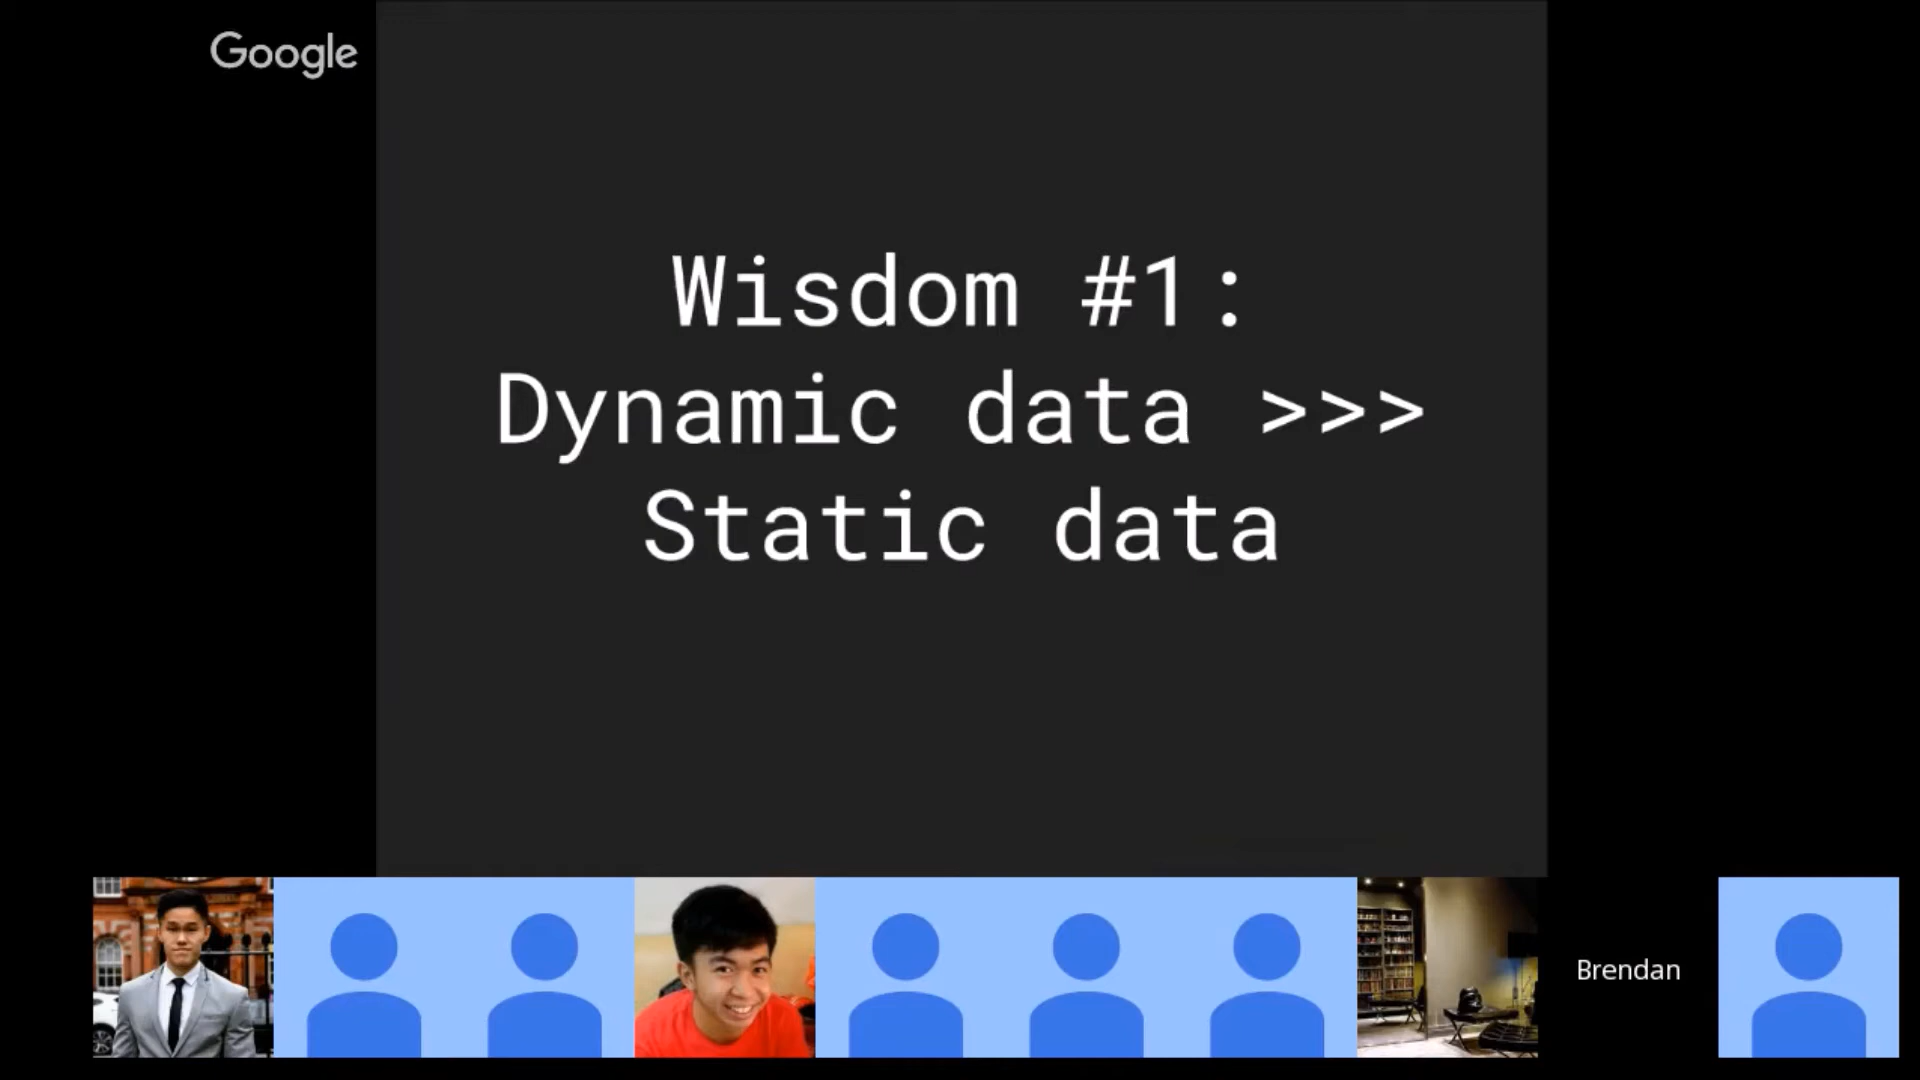 Google
Wisdom #1:
Dynamic data >>>
Static data
Brendan